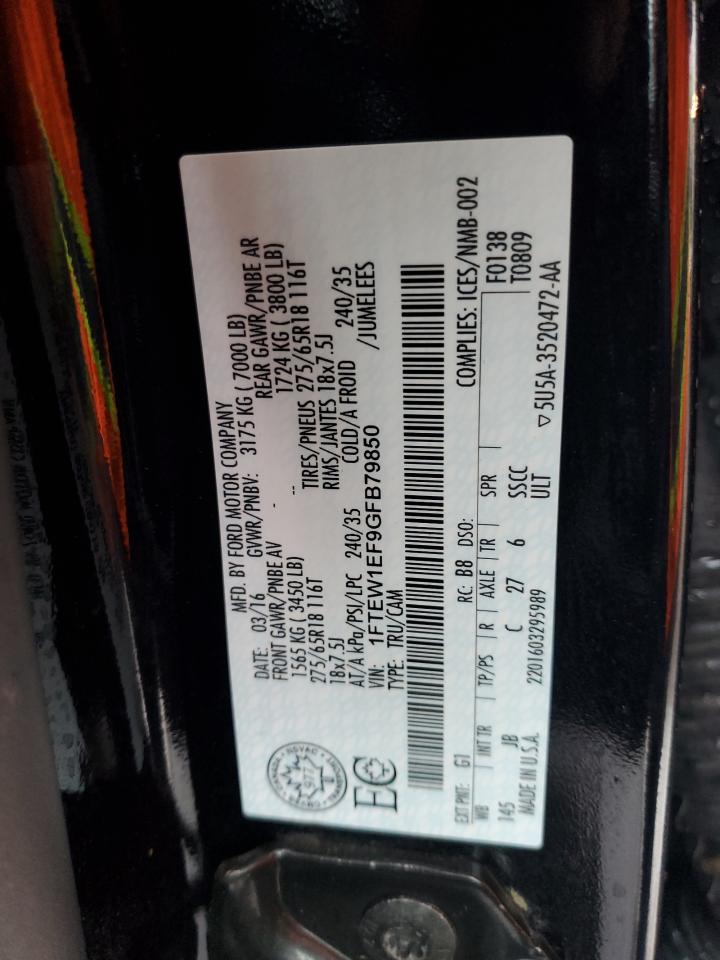 MFD. BY FORD MOTOR COMPANY
DATE: 03/16 GVWR/PNBV: 3175 KG ( 7000 LB)
FRONT GAWR/PNBE AV - REAR GAWR/PNBE AR
1565 KG ( 3450 LB) -- 1724 KG ( 3800 LB)
275/65R18 116T TIRES/PNEUS 275/65R18 116T
18x7.5J RIMS/JANTES 18x7.5J
AT/A kPa/PSI/LPC 240/35 COLD/A FROID 240/35
VIN: 1FTEW1EF9GFB79850 /JUMELEES
TYPE: TRU/CAM
EC
EXT PNT: G1 RC: B8 DSO: COMPLIES: ICES/NMB-002
WB INT TR TP/PS R AXLE TR SPR F0138
145 JB C 27 6 SSCC T0809
MADE IN U.S.A. 2201603295989 ULT
▽5U5A-3520472-AA